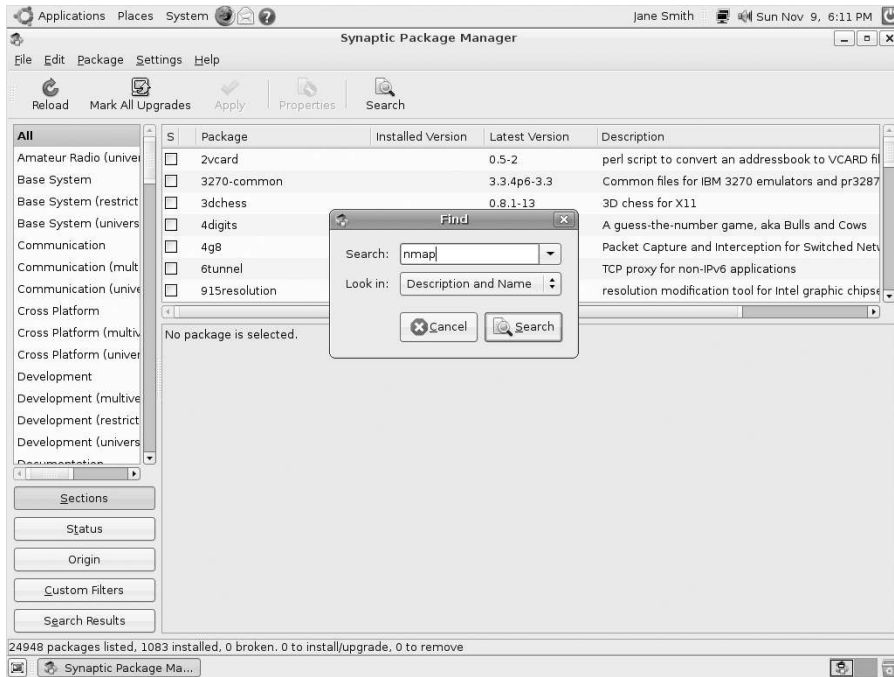 Applications Places System Jane Smith Sun Nov 9, 6:11 PM
Synaptic Package Manager
File Edit Package Settings Help
Reload Mark All Upgrades Apply Properties Search
All
Amateur Radio (univer
Base System
Base System (restrict
Base System (univers
Communication
Communication (mult
Communication (unive
Cross Platform
Cross Platform (multiv
Cross Platform (univer
Development
Development (multive
Development (restrict
Development (univers
Documentation
S Package Installed Version Latest Version Description
2vcard 0.5-2 perl script to convert an addressbook to VCARD fil
3270-common 3.3.4p6-3.3 Common files for IBM 3270 emulators and pr3287
3dchess 0.8.1-13 3D chess for X11
4digits A guess-the-number game, aka Bulls and Cows
4g8 Packet Capture and Interception for Switched Netw
6tunnel TCP proxy for non-IPv6 applications
915resolution resolution modification tool for Intel graphic chipse
Find
Search: nmap
Look in: Description and Name
Cancel Search
No package is selected.
Sections
Status
Origin
Custom Filters
Search Results
24948 packages listed, 1083 installed, 0 broken. 0 to install/upgrade, 0 to remove
Synaptic Package Ma...